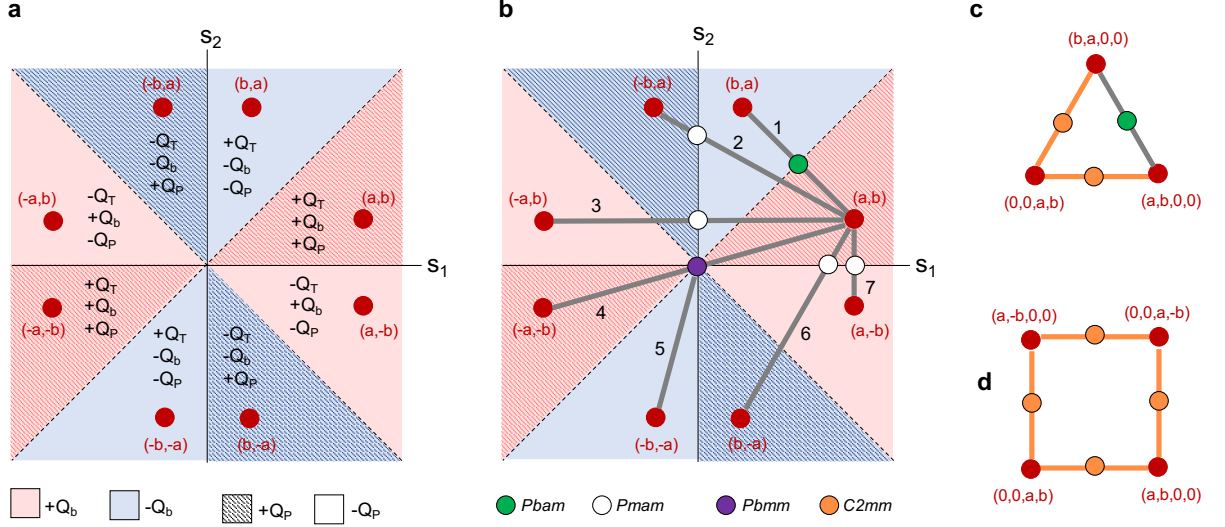 a
S2
(-b,a)
(b,a)
-QT
-Qb
+QP
+QT
-Qb
-QP
(-a,b)
-QT
+Qb
-QP
+QT
+Qb
+QP
(a,b)
S1
+QT
+Qb
+QP
(-a,-b)
-QT
+Qb
-QP
(a,-b)
+QT
-Qb
-QP
-QT
-Qb
+QP
(-b,-a)
(b,-a)
+Qb
-Qb
+QP
-QP
b
S2
(-b,a)
(b,a)
1
2
(-a,b)
3
(a,b)
S1
(-a,-b)
4
7
(a,-b)
5
6
(-b,-a)
(b,-a)
Pbam
Pmam
Pbmm
C2mm
c
(b,a,0,0)
(0,0,a,b)
(a,b,0,0)
d
(a,-b,0,0)
(0,0,a,-b)
(0,0,a,b)
(a,b,0,0)